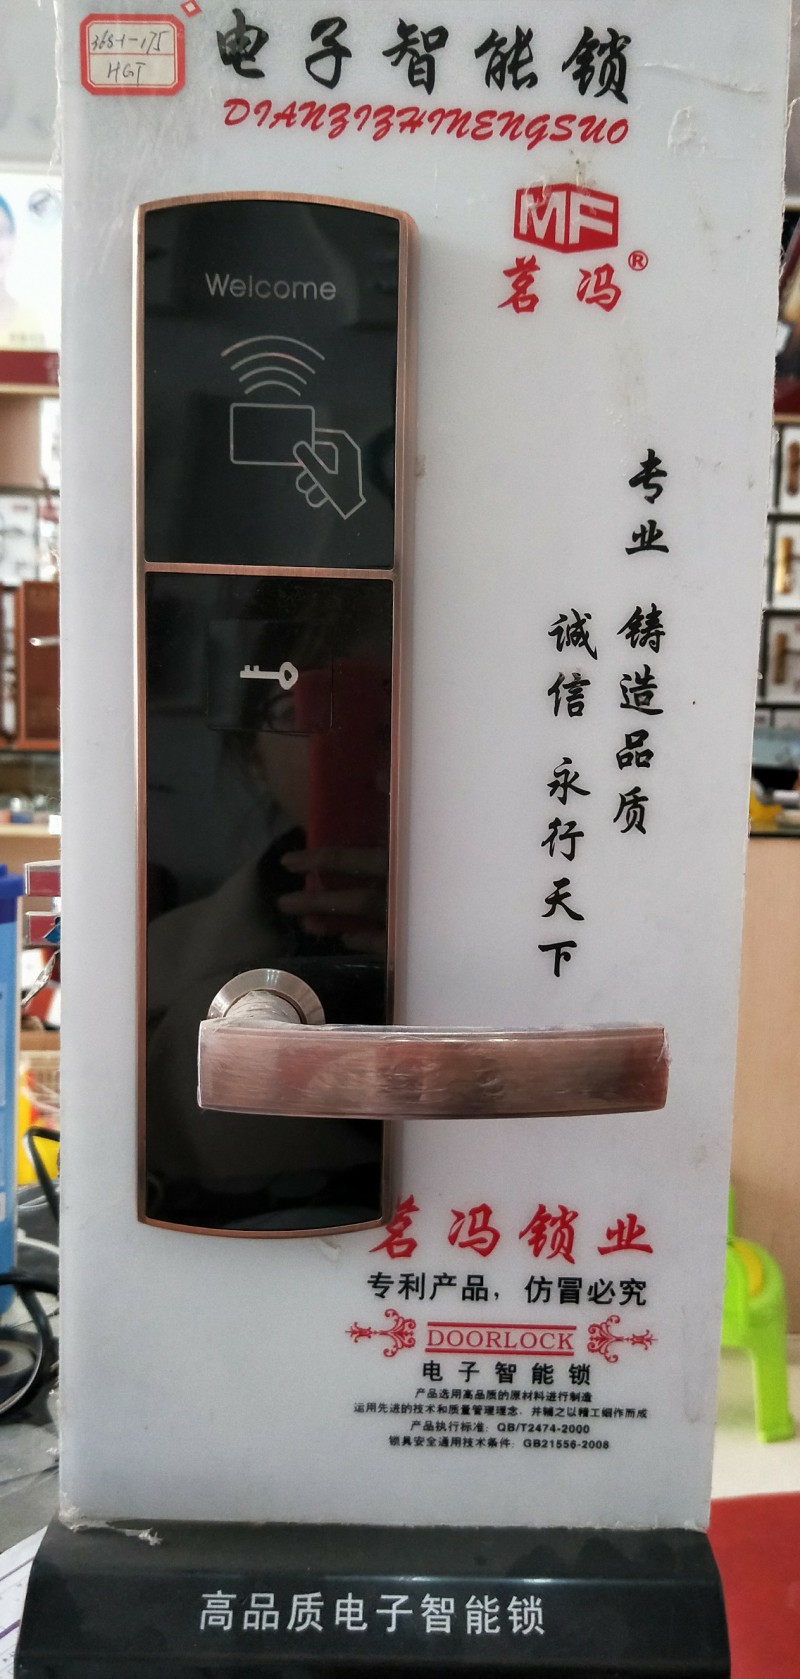 368-1-175
HGT
电子智能锁
DIANZIZHINENGSUO
MF
茗冯®
Welcome
专业 铸造品质
诚信 永行天下
茗冯锁业
专利产品，仿冒必究
DOORLOCK
电子智能锁
产品选用高品质的原材料进行制造
运用先进的技术和质量管理理念，并辅之以精工细作而成
产品执行标准：QB/T2474-2000
锁具安全通用技术条件：GB21556-2008
高品质电子智能锁